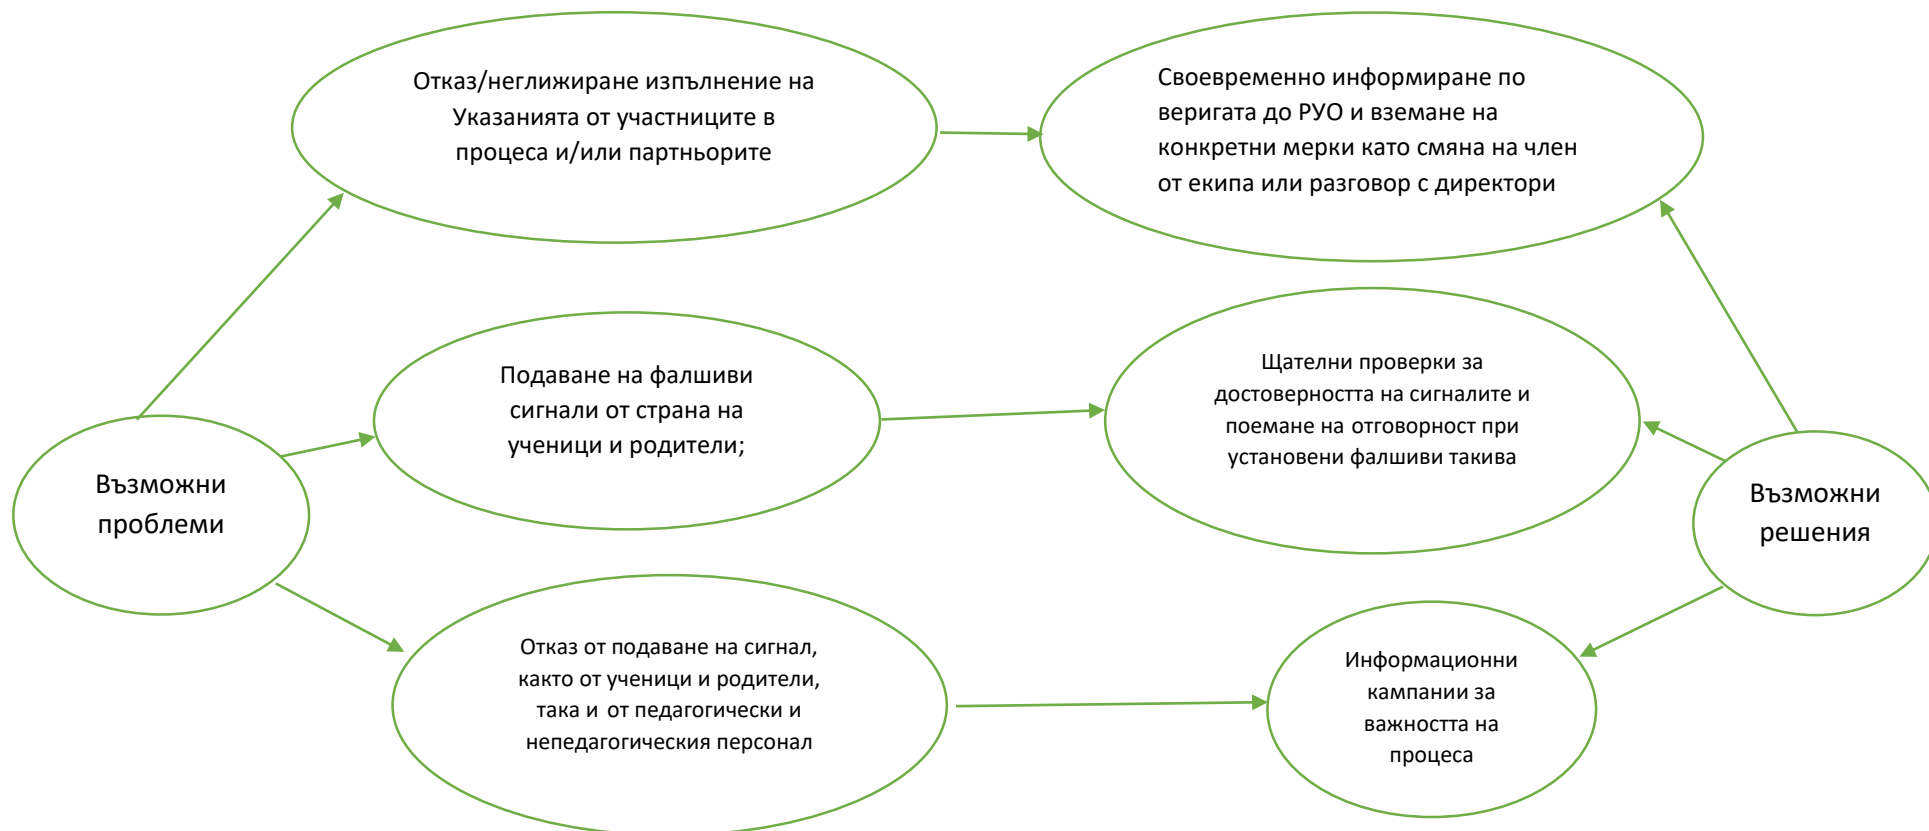 Отказ/неглижиране изпълнение на
Указанията от участниците в
процеса и/или партньорите
Своевременно информиране по
веригата до РУО и вземане на
конкретни мерки като смяна на член
от екипа или разговор с директори
Подаване на фалшиви
сигнали от страна на
ученици и родители;
Щателни проверки за
достоверността на сигналите и
поемане на отговорност при
установени фалшиви такива
Възможни
проблеми
Възможни
решения
Отказ от подаване на сигнал,
както от ученици и родители,
така и от педагогически и
непедагогическия персонал
Информационни
кампании за
важността на
процеса